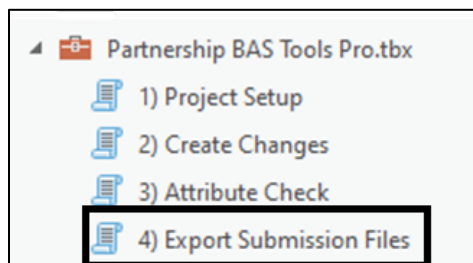 Partnership BAS Tools Pro.tbx
1) Project Setup
2) Create Changes
3) Attribute Check
4) Export Submission Files